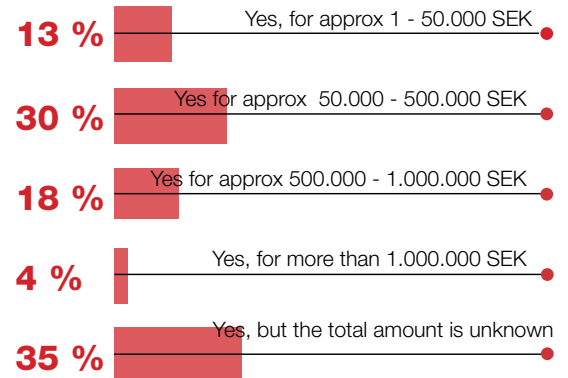 Yes, for approx 1 - 50.000 SEK
13 %
Yes for approx  50.000 - 500.000 SEK
30 %
Yes for approx 500.000 - 1.000.000 SEK
18 %
Yes, for more than 1.000.000 SEK
4 %
Yes, but the total amount is unknown
35 %